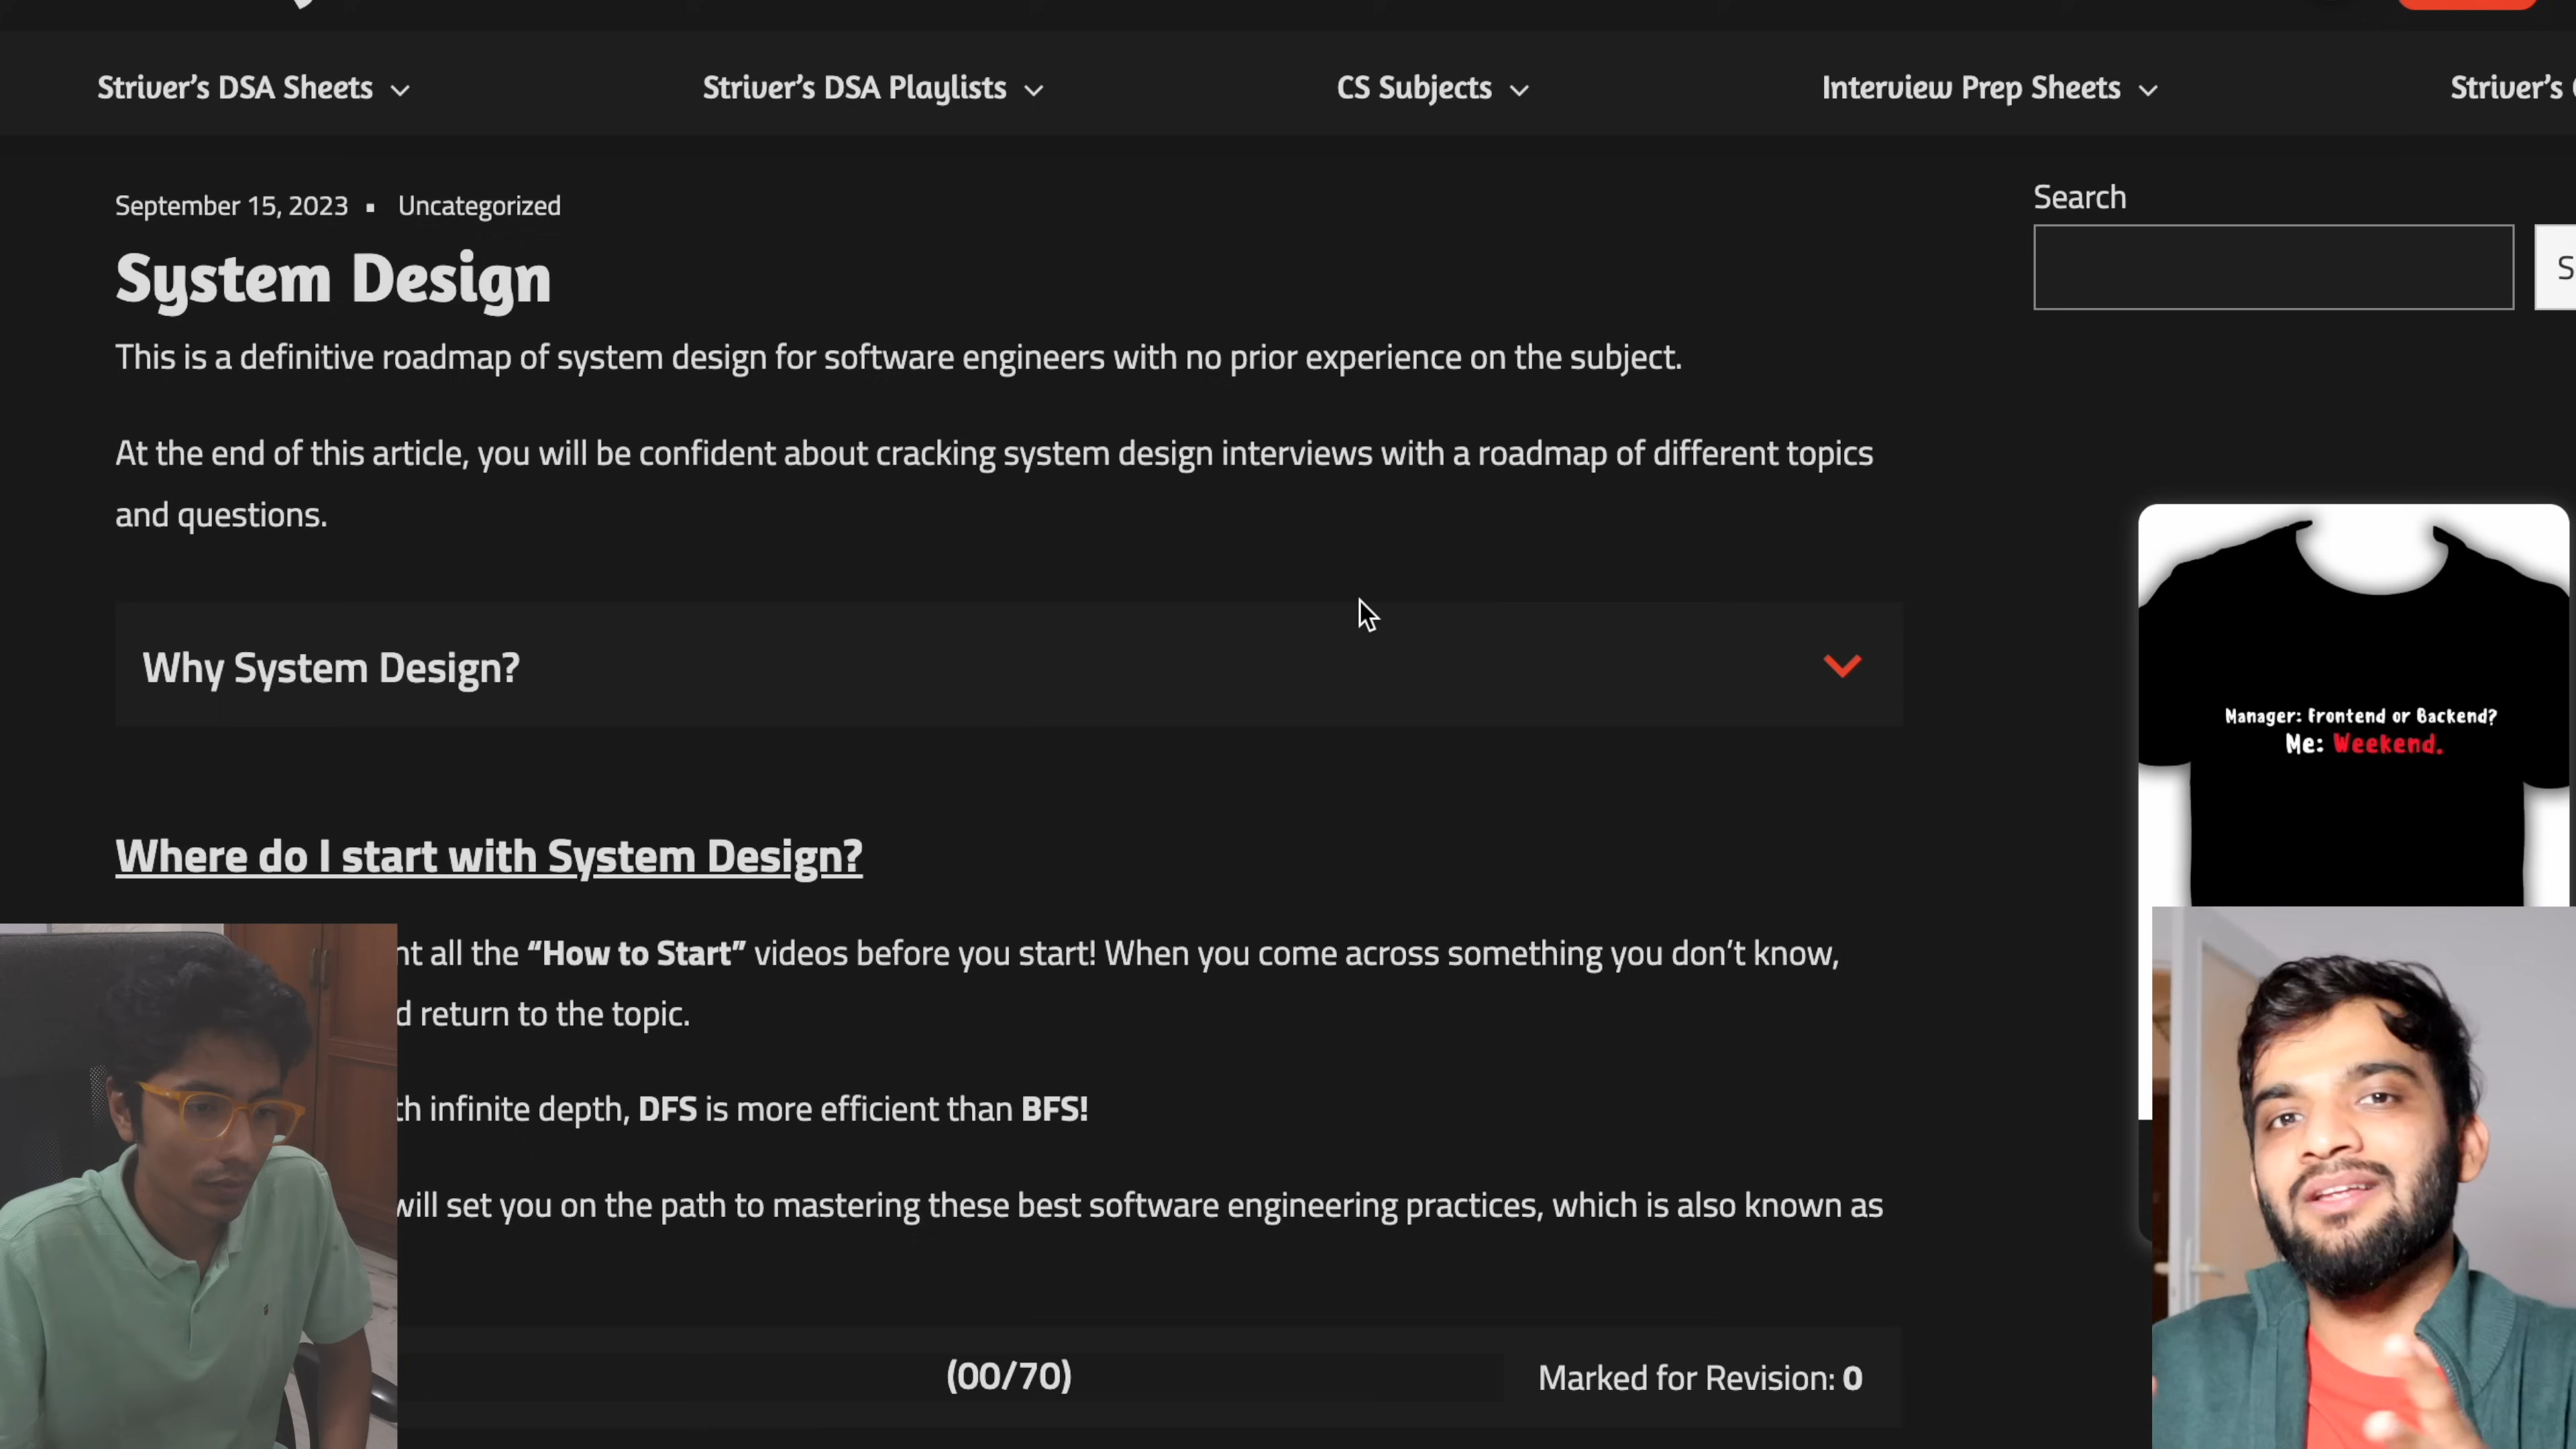 Striver's DSA Sheets
Striver's DSA Playlists
CS Subjects
Interview Prep Sheets
Striver's
September 15, 2023 ▪ Uncategorized
Search
System Design
This is a definitive roadmap of system design for software engineers with no prior experience on the subject.
At the end of this article, you will be confident about cracking system design interviews with a roadmap of different topics
and questions.
Why System Design?
Manager: Frontend or Backend?
Me: Weekend.
Where do I start with System Design?
all the “How to Start” videos before you start! When you come across something you don’t know,
return to the topic.
infinite depth, DFS is more efficient than BFS!
will set you on the path to mastering these best software engineering practices, which is also known as
(00/70)
Marked for Revision: 0